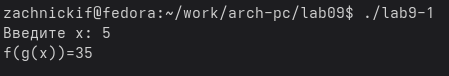 zachnickif@fedora:~/work/arch-pc/lab09$ ./lab9-1
Введите x: 5
f(g(x))=35